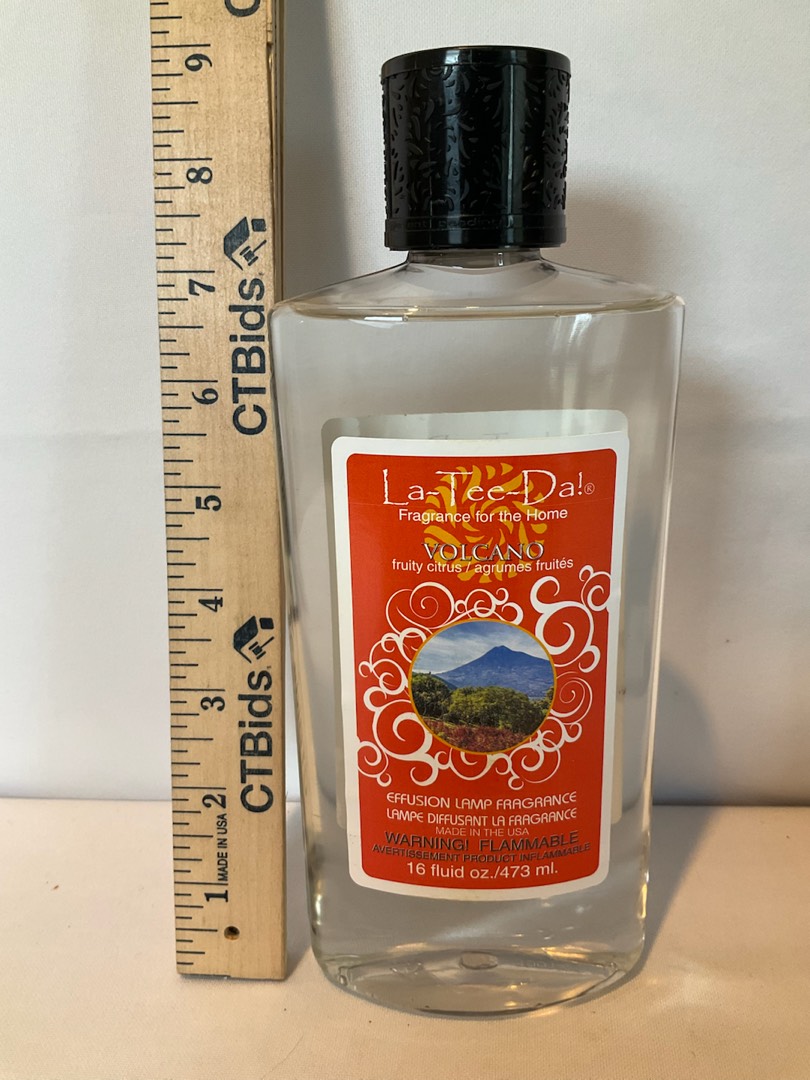 La-Tee-Da!®
Fragrance for the Home
VOLCANO
fruity citrus / agrumes fruités
EFFUSION LAMP FRAGRANCE
LAMPE DIFFUSANT LA FRAGRANCE
MADE IN THE USA
WARNING! FLAMMABLE
AVERTISSEMENT PRODUCT INFLAMMABLE
16 fluid oz./473 ml.
9
8
7
6
5
4
3
2
1
CTBids®
CTBids®
MADE IN USA